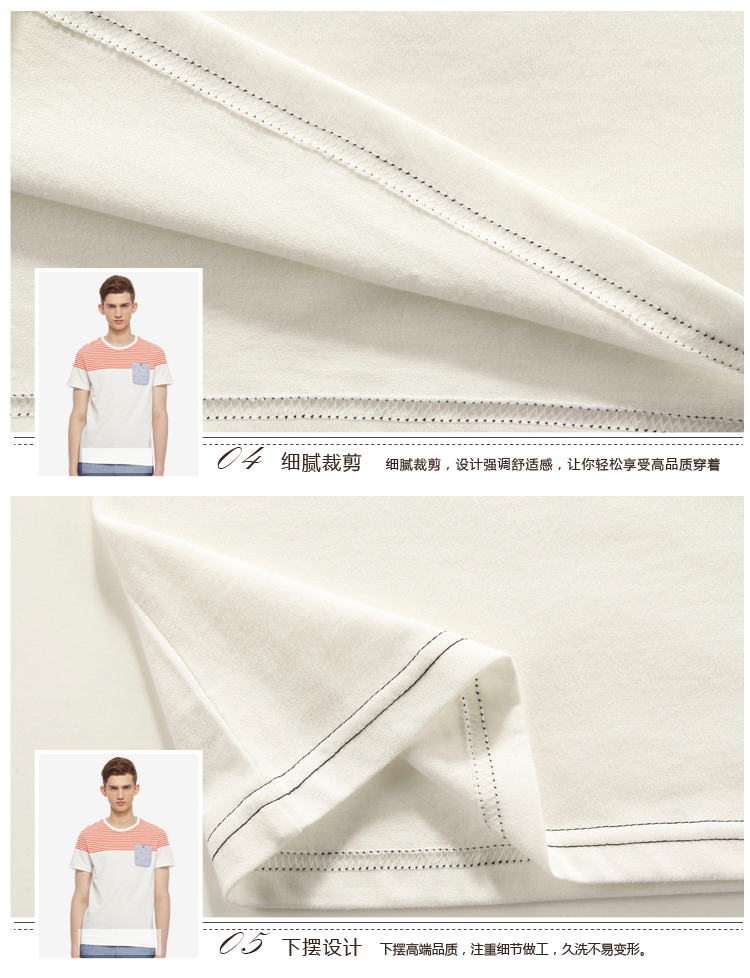 04 细腻裁剪 细腻裁剪，设计强调舒适感，让你轻松享受高品质穿着
05 下摆设计 下摆高端品质，注重细节做工，久洗不易变形。